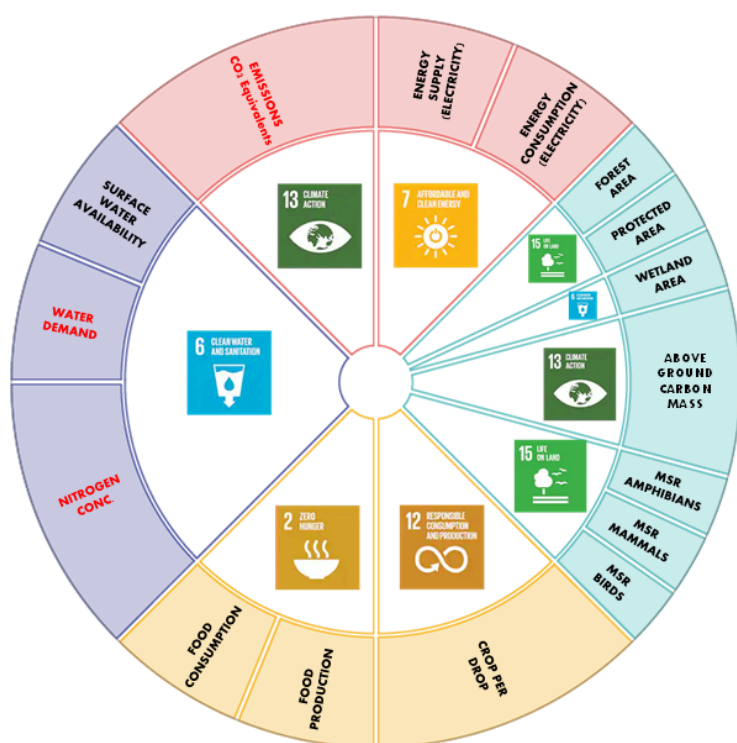 EMISSIONS
CO₂ Equivalents
ENERGY
SUPPLY
(ELECTRICITY)
ENERGY
CONSUMPTION
(ELECTRICITY)
FOREST
AREA
PROTECTED
AREA
WETLAND
AREA
ABOVE
GROUND
CARBON
MASS
MSR
AMPHIBIANS
MSR
MAMMALS
MSR
BIRDS
CROP PER
DROP
FOOD
PRODUCTION
FOOD
CONSUMPTION
NITROGEN
CONC.
WATER
DEMAND
SURFACE
WATER
AVAILABILITY
13 CLIMATE
ACTION
7 AFFORDABLE AND
CLEAN ENERGY
15 LIFE
ON LAND
6
13 CLIMATE
ACTION
15 LIFE
ON LAND
12 RESPONSIBLE
CONSUMPTION
AND PRODUCTION
2 ZERO
HUNGER
6 CLEAN WATER
AND SANITATION